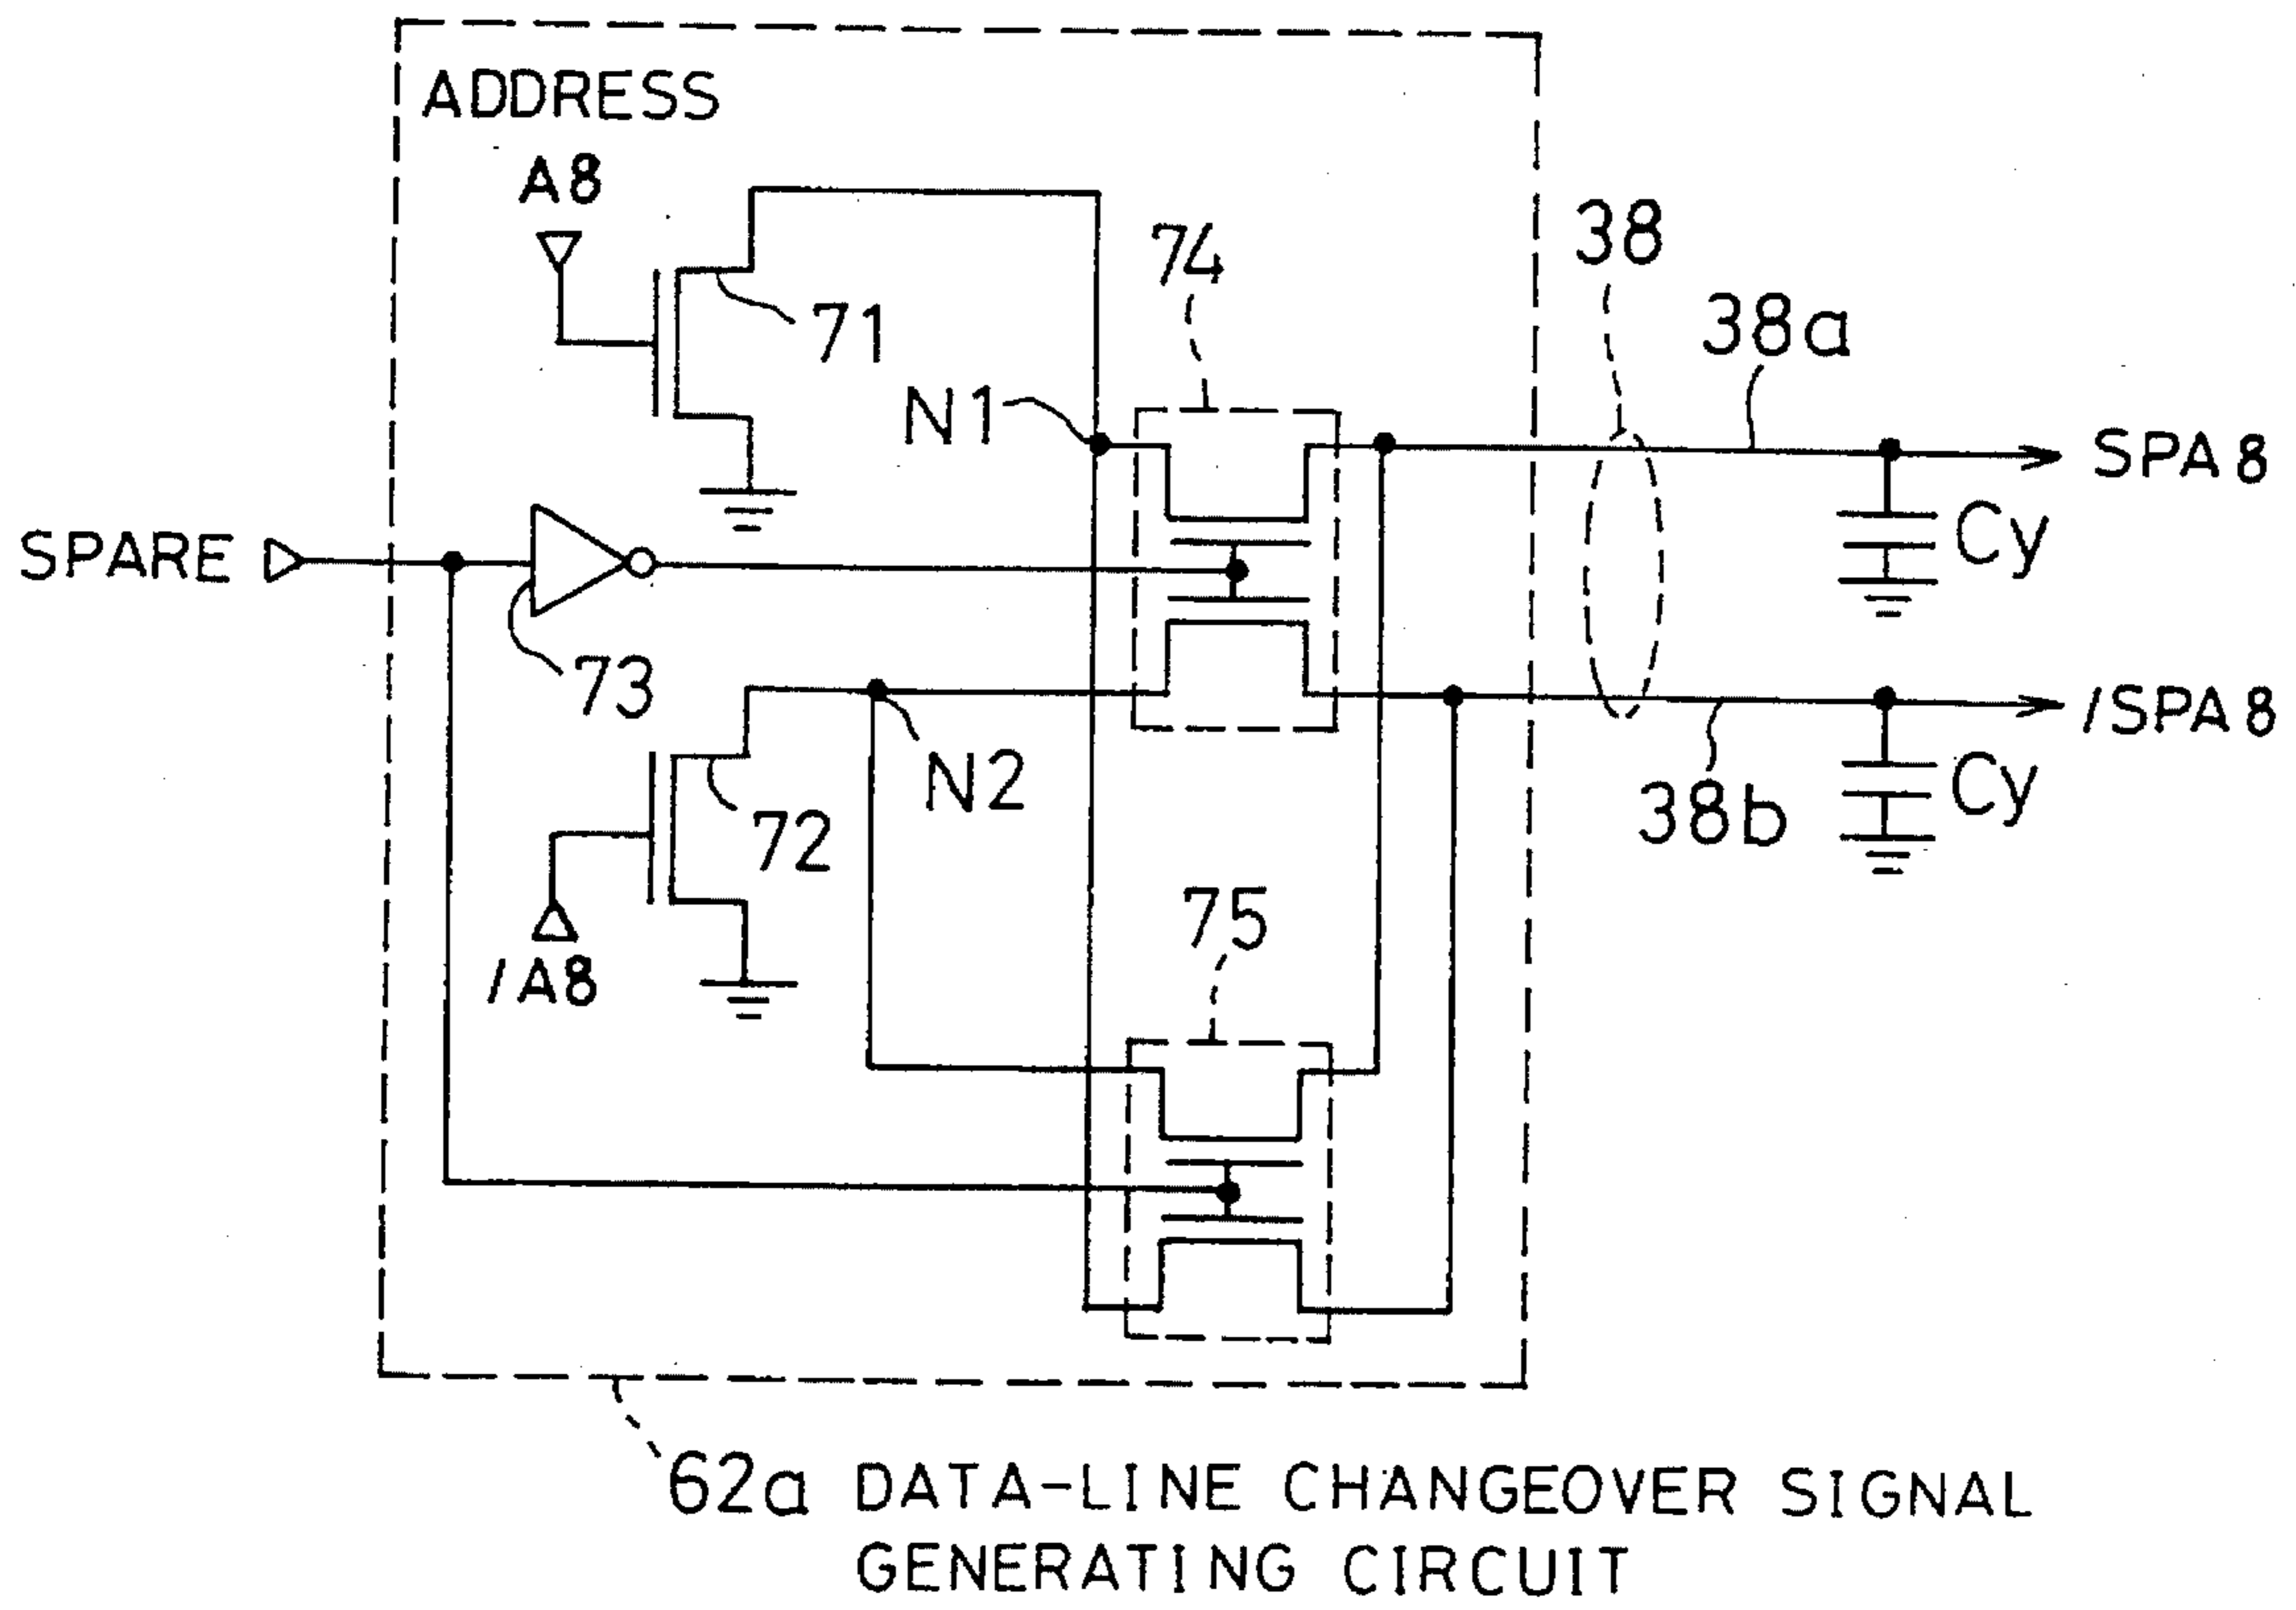 ADDRESS
A8
74
38
71
38a
N1
SPA8
SPARE
Cy
73
/SPA8
N2
Cy
72
38b
75
/A8
62a DATA-LINE CHANGEOVER SIGNAL
GENERATING CIRCUIT